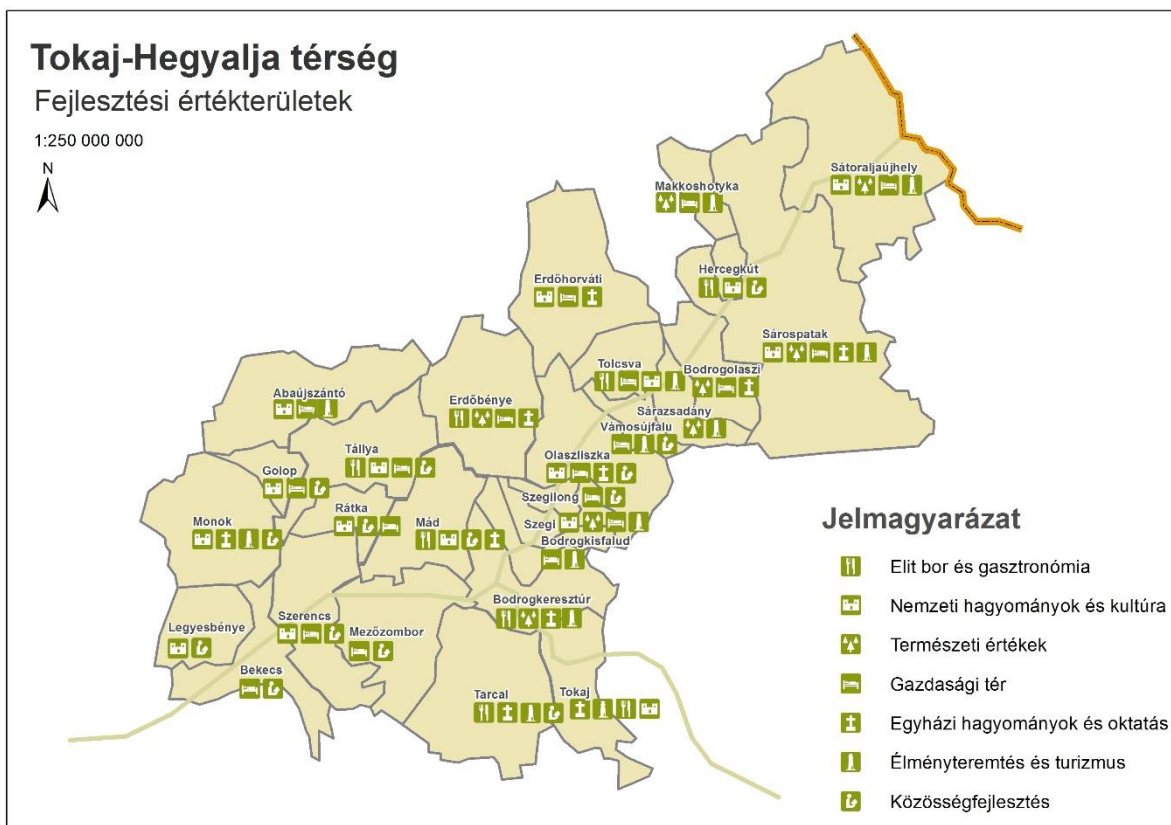 Tokaj-Hegyalja térség
Fejlesztési értékterületek
1:250 000 000
N
Sátoraljaújhely
Makkoshotyka
Hercegkút
Erdőhorváti
Sárospatak
Tolcsva
Bodrogolaszi
Abaújszántó
Erdőbénye
Sárazsadány
Vámosújfalu
Tállya
Olaszliszka
Golop
Szegilong
Rátka
Monok
Mád
Szegi
Bodrogkisfalud
Bodrogkeresztúr
Legyesbénye
Szerencs
Mezőzombor
Bekecs
Tarcal
Tokaj
Jelmagyarázat
Elit bor és gasztronómia
Nemzeti hagyományok és kultúra
Természeti értékek
Gazdasági tér
Egyházi hagyományok és oktatás
Élményteremtés és turizmus
Közösségfejlesztés